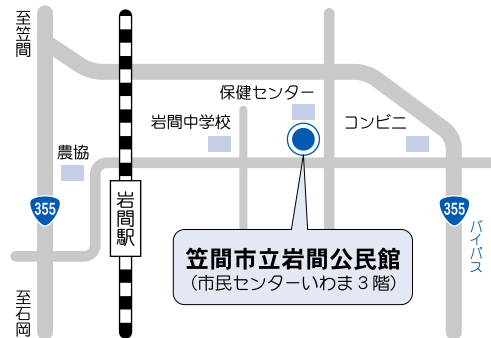 至笠間
保健センター
岩間中学校
コンビニ
農協
岩間駅
355
355
バイパス
笠間市立岩間公民館
(市民センターいわま3階)
至石岡